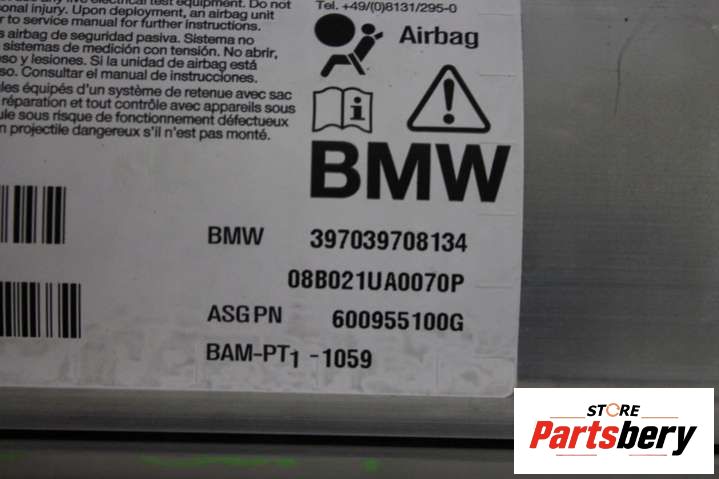 sonal injury. Upon deployment, an airbag unit
r to service manual for further instructions.
s airbag de seguridad pasiva. Sistema no
sistemas de medición con tensión. No abrir,
so y lesiones. Si la unidad de airbag está
so. Consultar el manual de instrucciones.
les équipés d'un système de retenue avec sac
réparation et tout contrôle avec appareils sous
ule sous risque de fonctionnement défectueux
n projectile dangereux s'il n'est pas monté.
Tel. +49/(0)8131/295-0
Airbag
BMW
BMW 397039708134
08B021UA0070P
ASG PN 600955100G
BAM-PT1 -1059
STORE
Partsbery